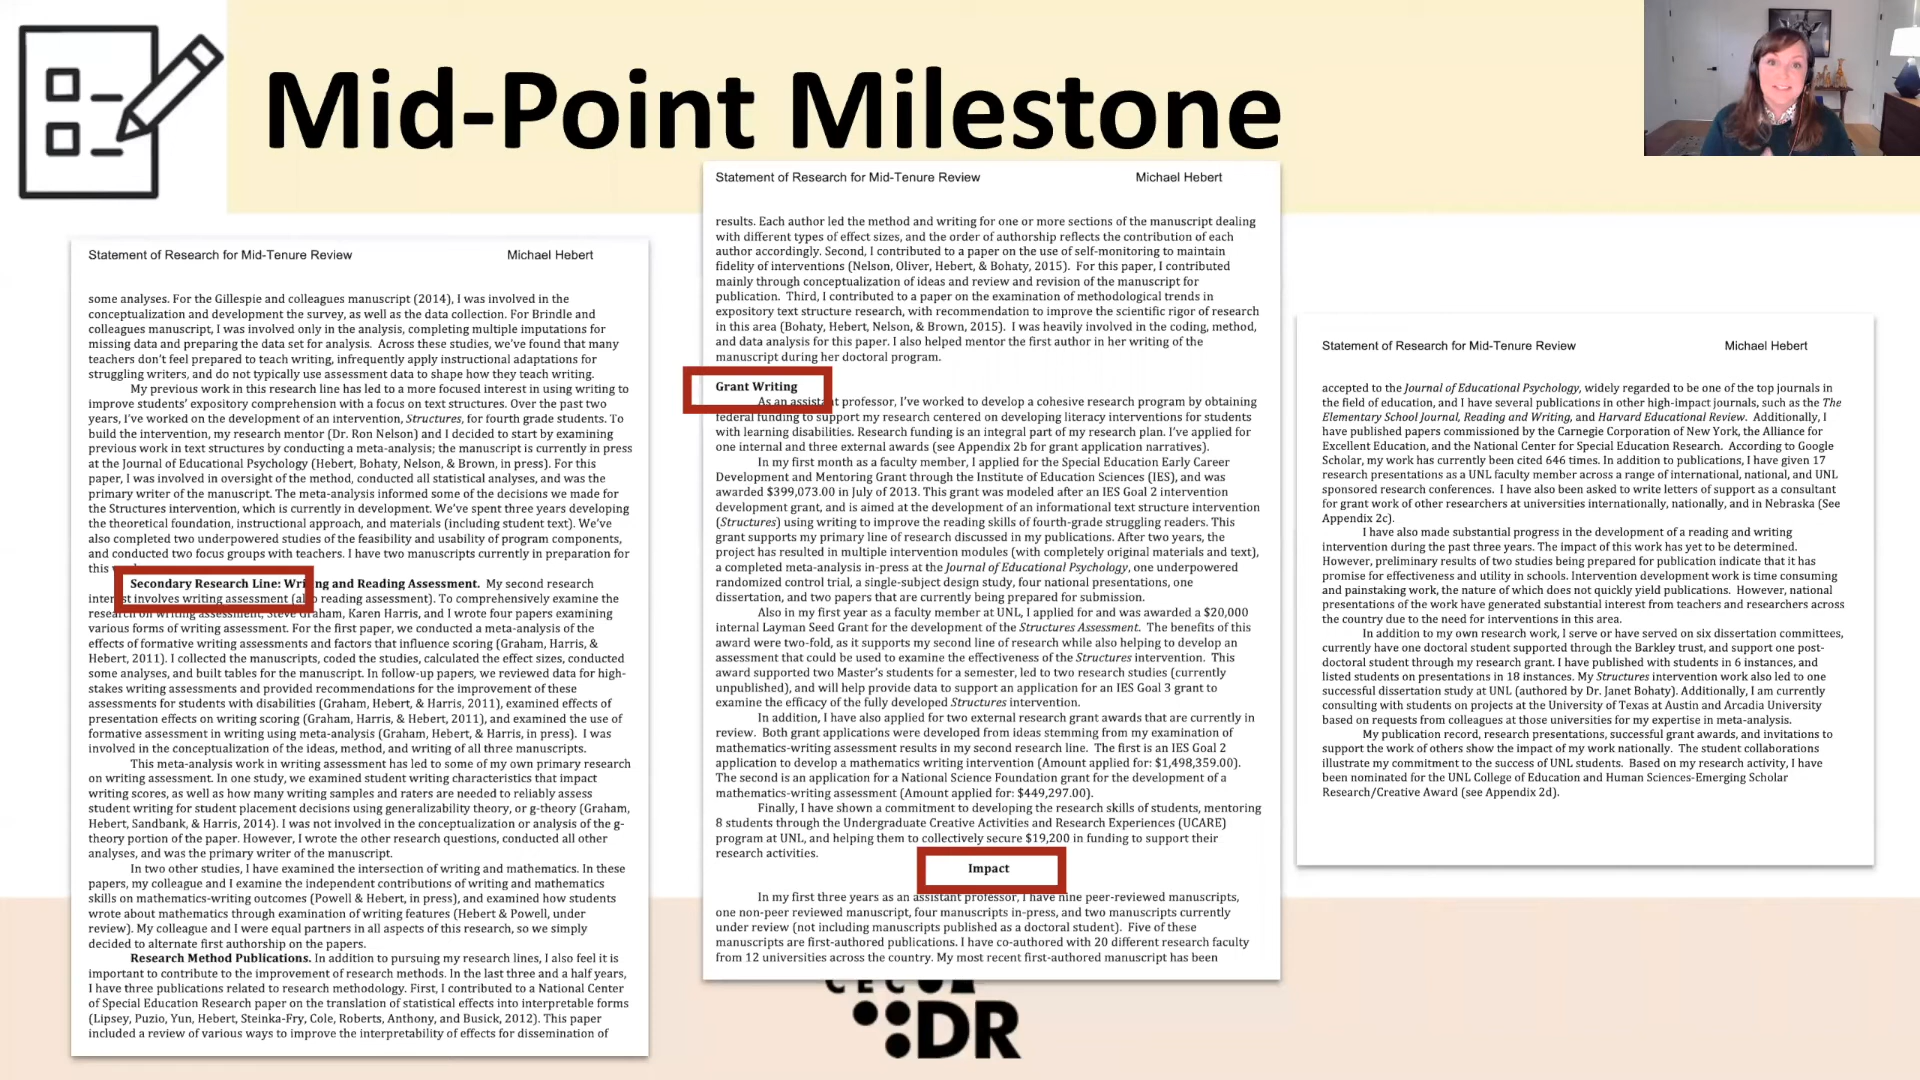 Mid-Point Milestone
Statement of Research for Mid-Tenure Review Michael Hebert
some analyses. For the Gillespie and colleagues manuscript (2014), I was involved in the
conceptualization and development the survey, as well as the data collection. For Brindle and
colleagues manuscript, I was involved only in the analysis, completing multiple imputations for
missing data and preparing the data set for analysis. Across these studies, we've found that many
teachers don't feel prepared to teach writing, infrequently apply instructional adaptations for
struggling writers, and do not typically use assessment data to shape how they teach writing.
My previous work in this research line has led to a more focused interest in using writing to
improve students' expository comprehension with a focus on text structures. Over the past two
years, I've worked on the development of an intervention, Structures, for fourth grade students. To
build the intervention, my research mentor (Dr. Ron Nelson) and I decided to start by examining
previous work in text structures by conducting a meta-analysis; the manuscript is currently in press
at the Journal of Educational Psychology (Hebert, Bohaty, Nelson, & Brown, in press). For this
paper, I was involved in oversight of the method, conducted all statistical analyses, and was the
primary writer of the manuscript. The meta-analysis informed some of the decisions we made for
the Structures intervention, which is currently in development. We've spent three years developing
the theoretical foundation, instructional approach, and materials (including student text). We've
also completed two underpowered studies of the feasibility and usability of program components,
and conducted two focus groups with teachers. I have two manuscripts currently in preparation for
this
Secondary Research Line: Writing and Reading Assessment. My second research
interest involves writing assessment (also reading assessment). To comprehensively examine the
research on writing assessment, Steve Graham, Karen Harris, and I wrote four papers examining
various forms of writing assessment. For the first paper, we conducted a meta-analysis of the
effects of formative writing assessments and factors that influence scoring (Graham, Harris, &
Hebert, 2011). I collected the manuscripts, coded the studies, calculated the effect sizes, conducted
some analyses, and built tables for the manuscript. In follow-up papers, we reviewed data for high-
stakes writing assessments and provided recommendations for the improvement of these
assessments for students with disabilities (Graham, Hebert, & Harris, 2011), examined effects of
presentation effects on writing scoring (Graham, Harris, & Hebert, 2011), and examined the use of
formative assessment in writing using meta-analysis (Graham, Hebert, & Harris, in press). I was
involved in the conceptualization of the ideas, method, and writing of all three manuscripts.
This meta-analysis work in writing assessment has led to some of my own primary research
on writing assessment. In one study, we examined student writing characteristics that impact
writing scores, as well as how many writing samples and raters are needed to reliably assess
student writing for student placement decisions using generalizability theory, or g-theory (Graham,
Hebert, Sandbank, & Harris, 2014). I was not involved in the conceptualization or analysis of the g-
theory portion of the paper. However, I wrote the other research questions, conducted all other
analyses, and was the primary writer of the manuscript.
In two other studies, I have examined the intersection of writing and mathematics. In these
papers, my colleague and I examine the independent contributions of writing and mathematics
skills on mathematics-writing outcomes (Powell & Hebert, in press), and examined how students
wrote about mathematics through examination of writing features (Hebert & Powell, under
review). My colleague and I were equal partners in all aspects of this research, so we simply
decided to alternate first authorship on the papers.
Research Method Publications. In addition to pursuing my research lines, I also feel it is
important to contribute to the improvement of research methods. In the last three and a half years,
I have three publications related to research methodology. First, I contributed to a National Center
of Special Education Research paper on the translation of statistical effects into interpretable forms
(Lipsey, Puzio, Yun, Hebert, Steinka-Fry, Cole, Roberts, Anthony, and Busick, 2012). This paper
included a review of various ways to improve the interpretability of effects for dissemination of
Statement of Research for Mid-Tenure Review Michael Hebert
results. Each author led the method and writing for one or more sections of the manuscript dealing
with different types of effect sizes, and the order of authorship reflects the contribution of each
author accordingly. Second, I contributed to a paper on the use of self-monitoring to maintain
fidelity of interventions (Nelson, Oliver, Hebert, & Bohaty, 2015). For this paper, I contributed
mainly through conceptualization of ideas and review and revision of the manuscript for
publication. Third, I contributed to a paper on the examination of methodological trends in
expository text structure research, with recommendation to improve the scientific rigor of research
in this area (Bohaty, Hebert, Nelson, & Brown, 2015). I was heavily involved in the coding, method,
and data analysis for this paper. I also helped mentor the first author in her writing of the
manuscript during her doctoral program.
Grant Writing
As an assistant professor, I've worked to develop a cohesive research program by obtaining
federal funding to support my research centered on developing literacy interventions for students
with learning disabilities. Research funding is an integral part of my research plan. I've applied for
one internal and three external awards (see Appendix 2b for grant application narratives).
In my first month as a faculty member, I applied for the Special Education Early Career
Development and Mentoring Grant through the Institute of Education Sciences (IES), and was
awarded $399,073.00 in July of 2013. This grant was modeled after an IES Goal 2 intervention
development grant, and is aimed at the development of an informational text structure intervention
(Structures) using writing to improve the reading skills of fourth-grade struggling readers. This
grant supports my primary line of research discussed in my publications. After two years, the
project has resulted in multiple intervention modules (with completely original materials and text),
a completed meta-analysis in-press at the Journal of Educational Psychology, one underpowered
randomized control trial, a single-subject design study, four national presentations, one
dissertation, and two papers that are currently being prepared for submission.
Also in my first year as a faculty member at UNL, I applied for and was awarded a $20,000
internal Layman Seed Grant for the development of the Structures Assessment. The benefits of this
award were two-fold, as it supports my second line of research while also helping to develop an
assessment that could be used to examine the effectiveness of the Structures intervention. This
award supported two Master's students for a semester, led to two research studies (currently
unpublished), and will help provide data to support an application for an IES Goal 3 grant to
examine the efficacy of the fully developed Structures intervention.
In addition, I have also applied for two external research grant awards that are currently in
review. Both grant applications were developed from ideas stemming from my examination of
mathematics-writing assessment results in my second research line. The first is an IES Goal 2
application to develop a mathematics writing intervention (Amount applied for: $1,498,359.00).
The second is an application for a National Science Foundation grant for the development of a
mathematics-writing assessment (Amount applied for: $449,297.00).
Finally, I have shown a commitment to developing the research skills of students, mentoring
8 students through the Undergraduate Creative Activities and Research Experiences (UCARE)
program at UNL, and helping them to collectively secure $19,200 in funding to support their
research activities.
Impact
In my first three years as an assistant professor, I have nine peer-reviewed manuscripts,
one non-peer reviewed manuscript, four manuscripts in-press, and two manuscripts currently
under review (not including manuscripts published as a doctoral student). Five of these
manuscripts are first-authored publications. I have co-authored with 20 different research faculty
from 12 universities across the country. My most recent first-authored manuscript has been
Statement of Research for Mid-Tenure Review Michael Hebert
accepted to the Journal of Educational Psychology, widely regarded to be one of the top journals in
the field of education, and I have several publications in other high-impact journals, such as the The
Elementary School Journal, Reading and Writing, and Harvard Educational Review. Additionally, I
have published papers commissioned by the Carnegie Corporation of New York, the Alliance for
Excellent Education, and the National Center for Special Education Research. According to Google
Scholar, my work has currently been cited 646 times. In addition to publications, I have given 17
research presentations as a UNL faculty member across a range of international, national, and UNL
sponsored research conferences. I have also been asked to write letters of support as a consultant
for grant work of other researchers at universities internationally, nationally, and in Nebraska (See
Appendix 2c).
I have also made substantial progress in the development of a reading and writing
intervention during the past three years. The impact of this work has yet to be determined.
However, preliminary results of two studies being prepared for publication indicate that it has
promise for effectiveness and utility in schools. Intervention development work is time consuming
and painstaking work, the nature of which does not quickly yield publications. However, national
presentations of the work have generated substantial interest from teachers and researchers across
the country due to the need for interventions in this area.
In addition to my own research work, I serve or have served on six dissertation committees,
currently have one doctoral student supported through the Barkley trust, and support one post-
doctoral student through my research grant. I have published with students in 6 instances, and
listed students on presentations in 18 instances. My Structures intervention work also led to one
successful dissertation study at UNL (authored by Dr. Janet Bohaty). Additionally, I am currently
consulting with students on projects at the University of Texas at Austin and Arcadia University
based on requests from colleagues at those universities for my expertise in meta-analysis.
My publication record, research presentations, successful grant awards, and invitations to
support the work of others show the impact of my work nationally. The student collaborations
illustrate my commitment to the success of UNL students. Based on my research activity, I have
been nominated for the UNL College of Education and Human Sciences-Emerging Scholar
Research/Creative Award (see Appendix 2d).
DR